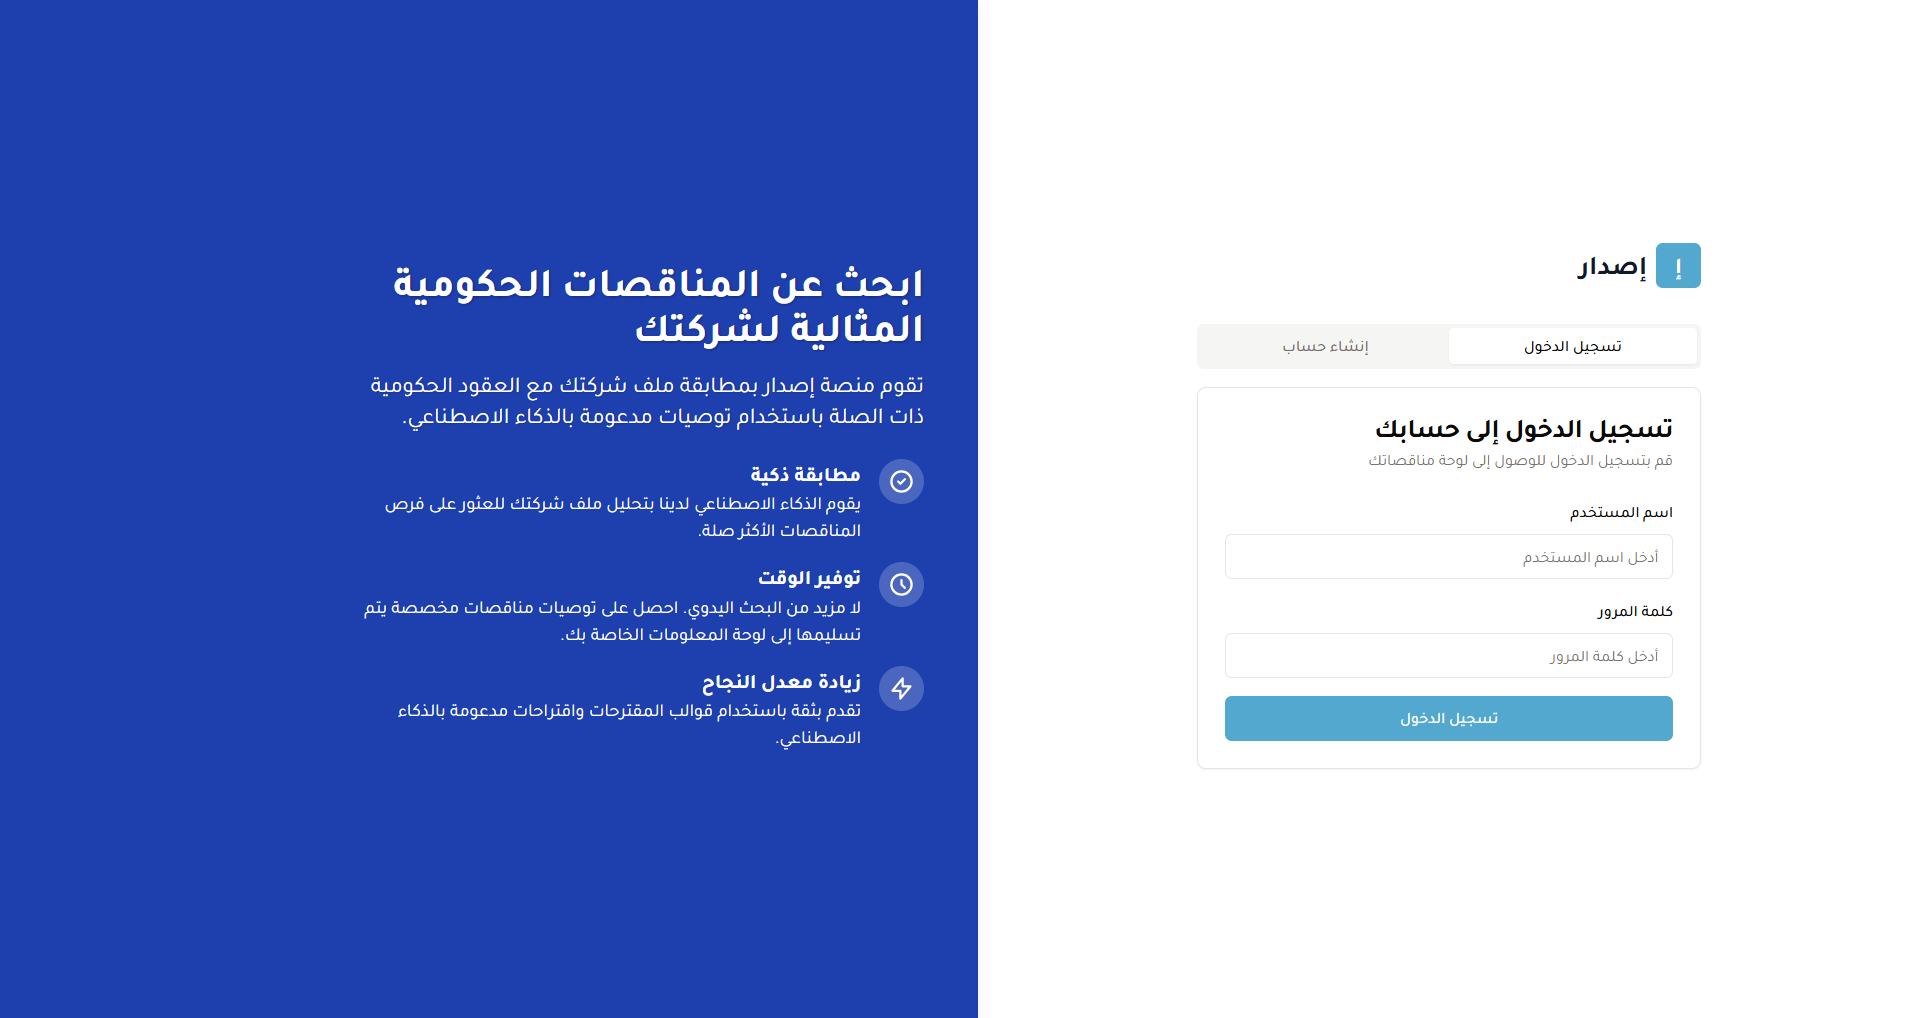 إ
إصدار
تسجيل الدخول
إنشاء حساب
تسجيل الدخول إلى حسابك
قم بتسجيل الدخول للوصول إلى لوحة مناقصاتك
اسم المستخدم
أدخل اسم المستخدم
كلمة المرور
أدخل كلمة المرور
تسجيل الدخول
ابحث عن المناقصات الحكومية
المثالية لشركتك
تقوم منصة إصدار بمطابقة ملف شركتك مع العقود الحكومية
ذات الصلة باستخدام توصيات مدعومة بالذكاء الاصطناعي.
مطابقة ذكية
يقوم الذكاء الاصطناعي لدينا بتحليل ملف شركتك للعثور على فرص
المناقصات الأكثر صلة.
توفير الوقت
لا مزيد من البحث اليدوي. احصل على توصيات مناقصات مخصصة يتم
تسليمها إلى لوحة المعلومات الخاصة بك.
زيادة معدل النجاح
تقدم بثقة باستخدام قوالب المقترحات واقتراحات مدعومة بالذكاء
الاصطناعي.